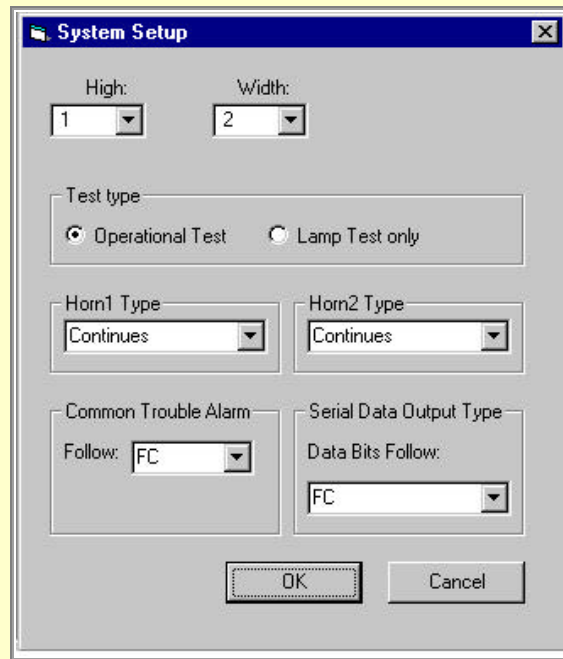 System Setup
High: Width:
1 2
Test type
Operational Test Lamp Test only
Horn1 Type Horn2 Type
Continues Continues
Common Trouble Alarm Serial Data Output Type
Follow: FC Data Bits Follow:
FC
OK Cancel